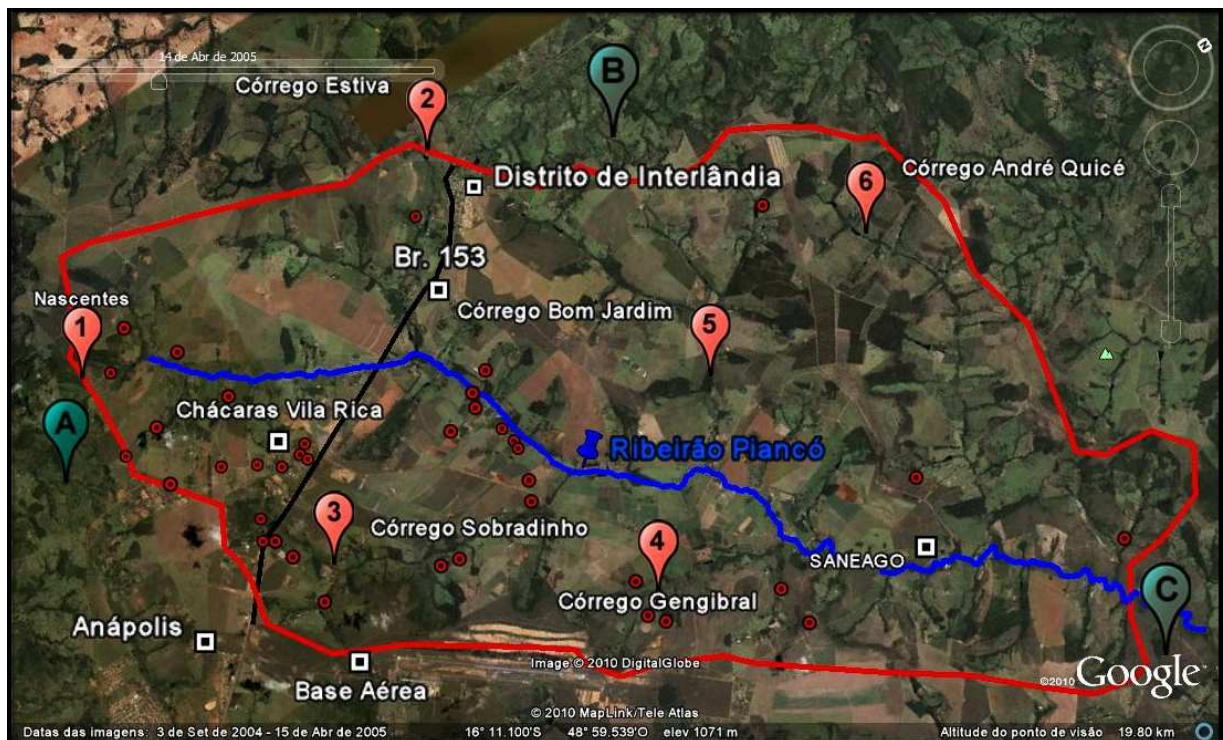 14 de Abr de 2005
Córrego Estiva
2
B
N
Distrito de Interlândia
6
Córrego André Quicé
Br. 153
Nascentes
1
Córrego Bom Jardim
5
A
Chácaras Vila Rica
Ribeirão Piancó
3
Córrego Sobradinho
4
SANEAGO
Córrego Gengibral
C
Anápolis
Base Aérea
Image © 2010 DigitalGlobe
©2010 Google
© 2010 MapLink/Tele Atlas
Datas das imagens: 3 de Set de 2004 - 15 de Abr de 2005 16° 11.100'S 48° 59.539'O elev 1071 m Altitude do ponto de visão 19.80 km